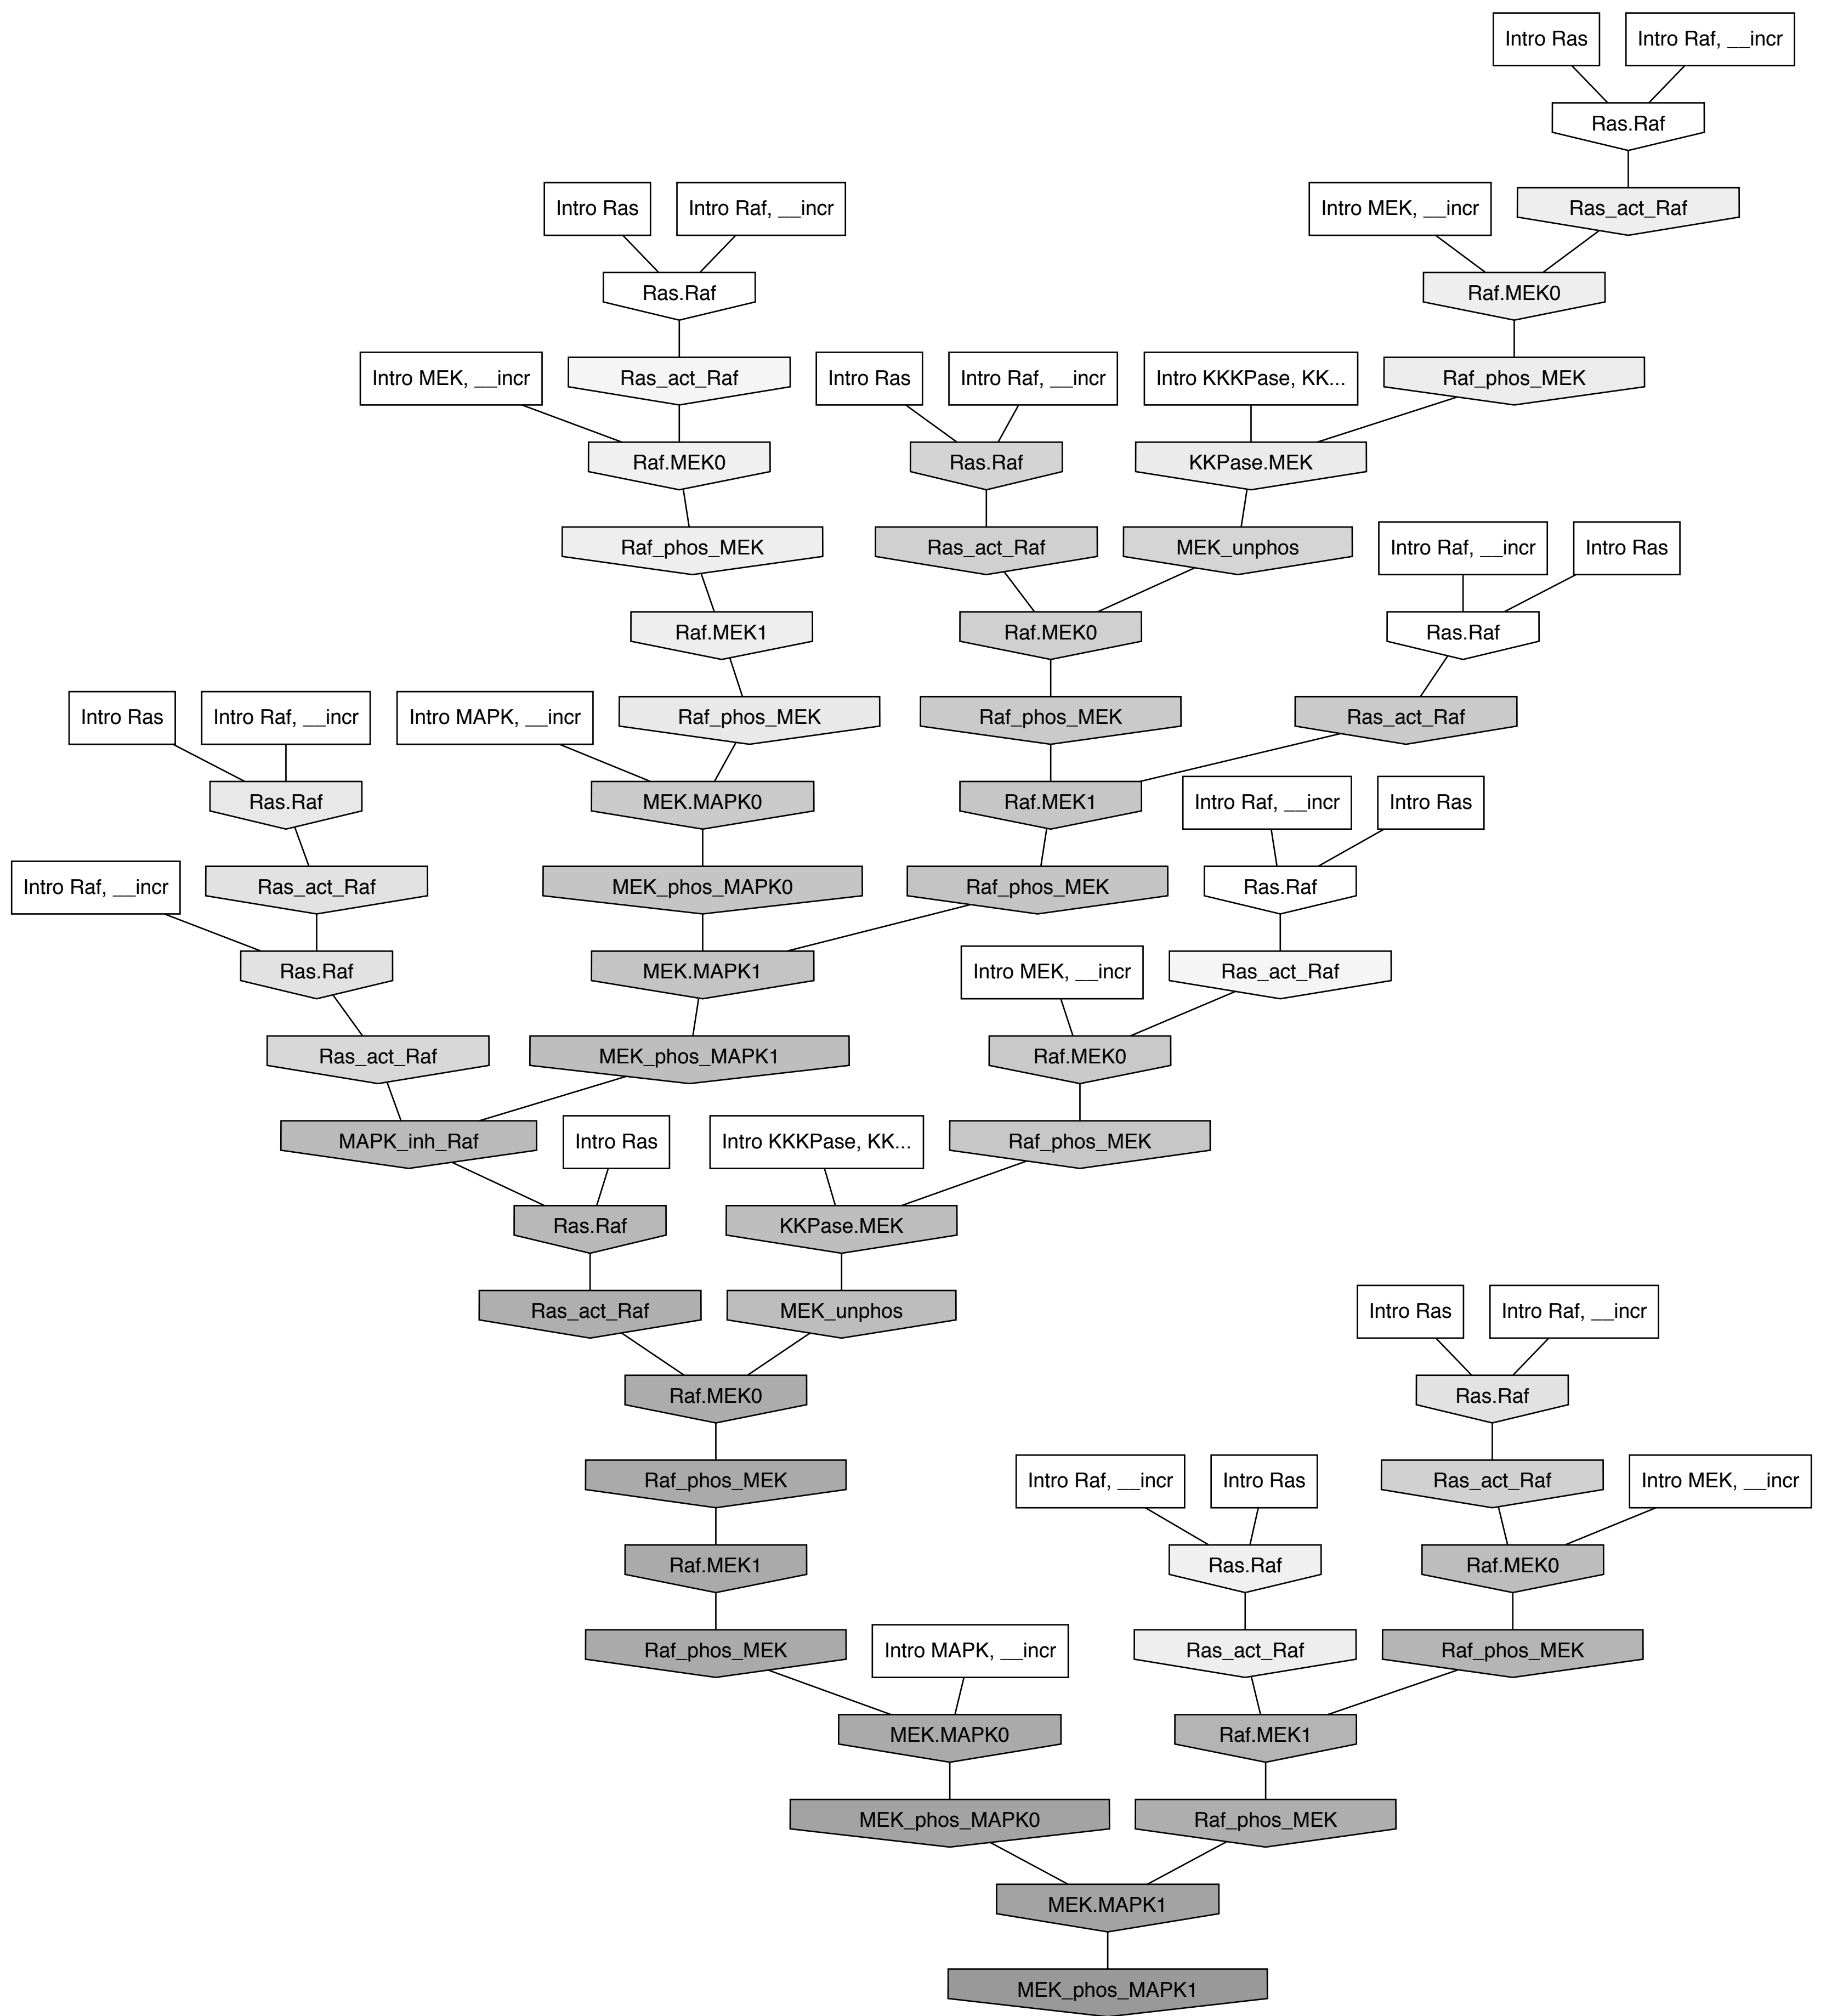 Intro Ras
Intro Raf, __incr
Ras.Raf
Intro Ras
Intro Raf, __incr
Intro MEK, __incr
Ras_act_Raf
Ras.Raf
Raf.MEK0
Intro MEK, __incr
Ras_act_Raf
Intro Ras
Intro Raf, __incr
Intro KKKPase, KK...
Raf_phos_MEK
Raf.MEK0
Ras.Raf
KKPase.MEK
Raf_phos_MEK
Ras_act_Raf
MEK_unphos
Intro Raf, __incr
Intro Ras
Raf.MEK1
Raf.MEK0
Ras.Raf
Intro Ras
Intro Raf, __incr
Intro MAPK, __incr
Raf_phos_MEK
Raf_phos_MEK
Ras_act_Raf
Ras.Raf
MEK.MAPK0
Raf.MEK1
Intro Raf, __incr
Intro Ras
Intro Raf, __incr
Ras_act_Raf
MEK_phos_MAPK0
Raf_phos_MEK
Ras.Raf
Ras.Raf
MEK.MAPK1
Intro MEK, __incr
Ras_act_Raf
Ras_act_Raf
MEK_phos_MAPK1
Raf.MEK0
MAPK_inh_Raf
Intro Ras
Intro KKKPase, KK...
Raf_phos_MEK
Ras.Raf
KKPase.MEK
Ras_act_Raf
MEK_unphos
Intro Ras
Intro Raf, __incr
Raf.MEK0
Ras.Raf
Raf_phos_MEK
Intro Raf, __incr
Intro Ras
Ras_act_Raf
Intro MEK, __incr
Raf.MEK1
Ras.Raf
Raf.MEK0
Raf_phos_MEK
Intro MAPK, __incr
Ras_act_Raf
Raf_phos_MEK
MEK.MAPK0
Raf.MEK1
MEK_phos_MAPK0
Raf_phos_MEK
MEK.MAPK1
MEK_phos_MAPK1